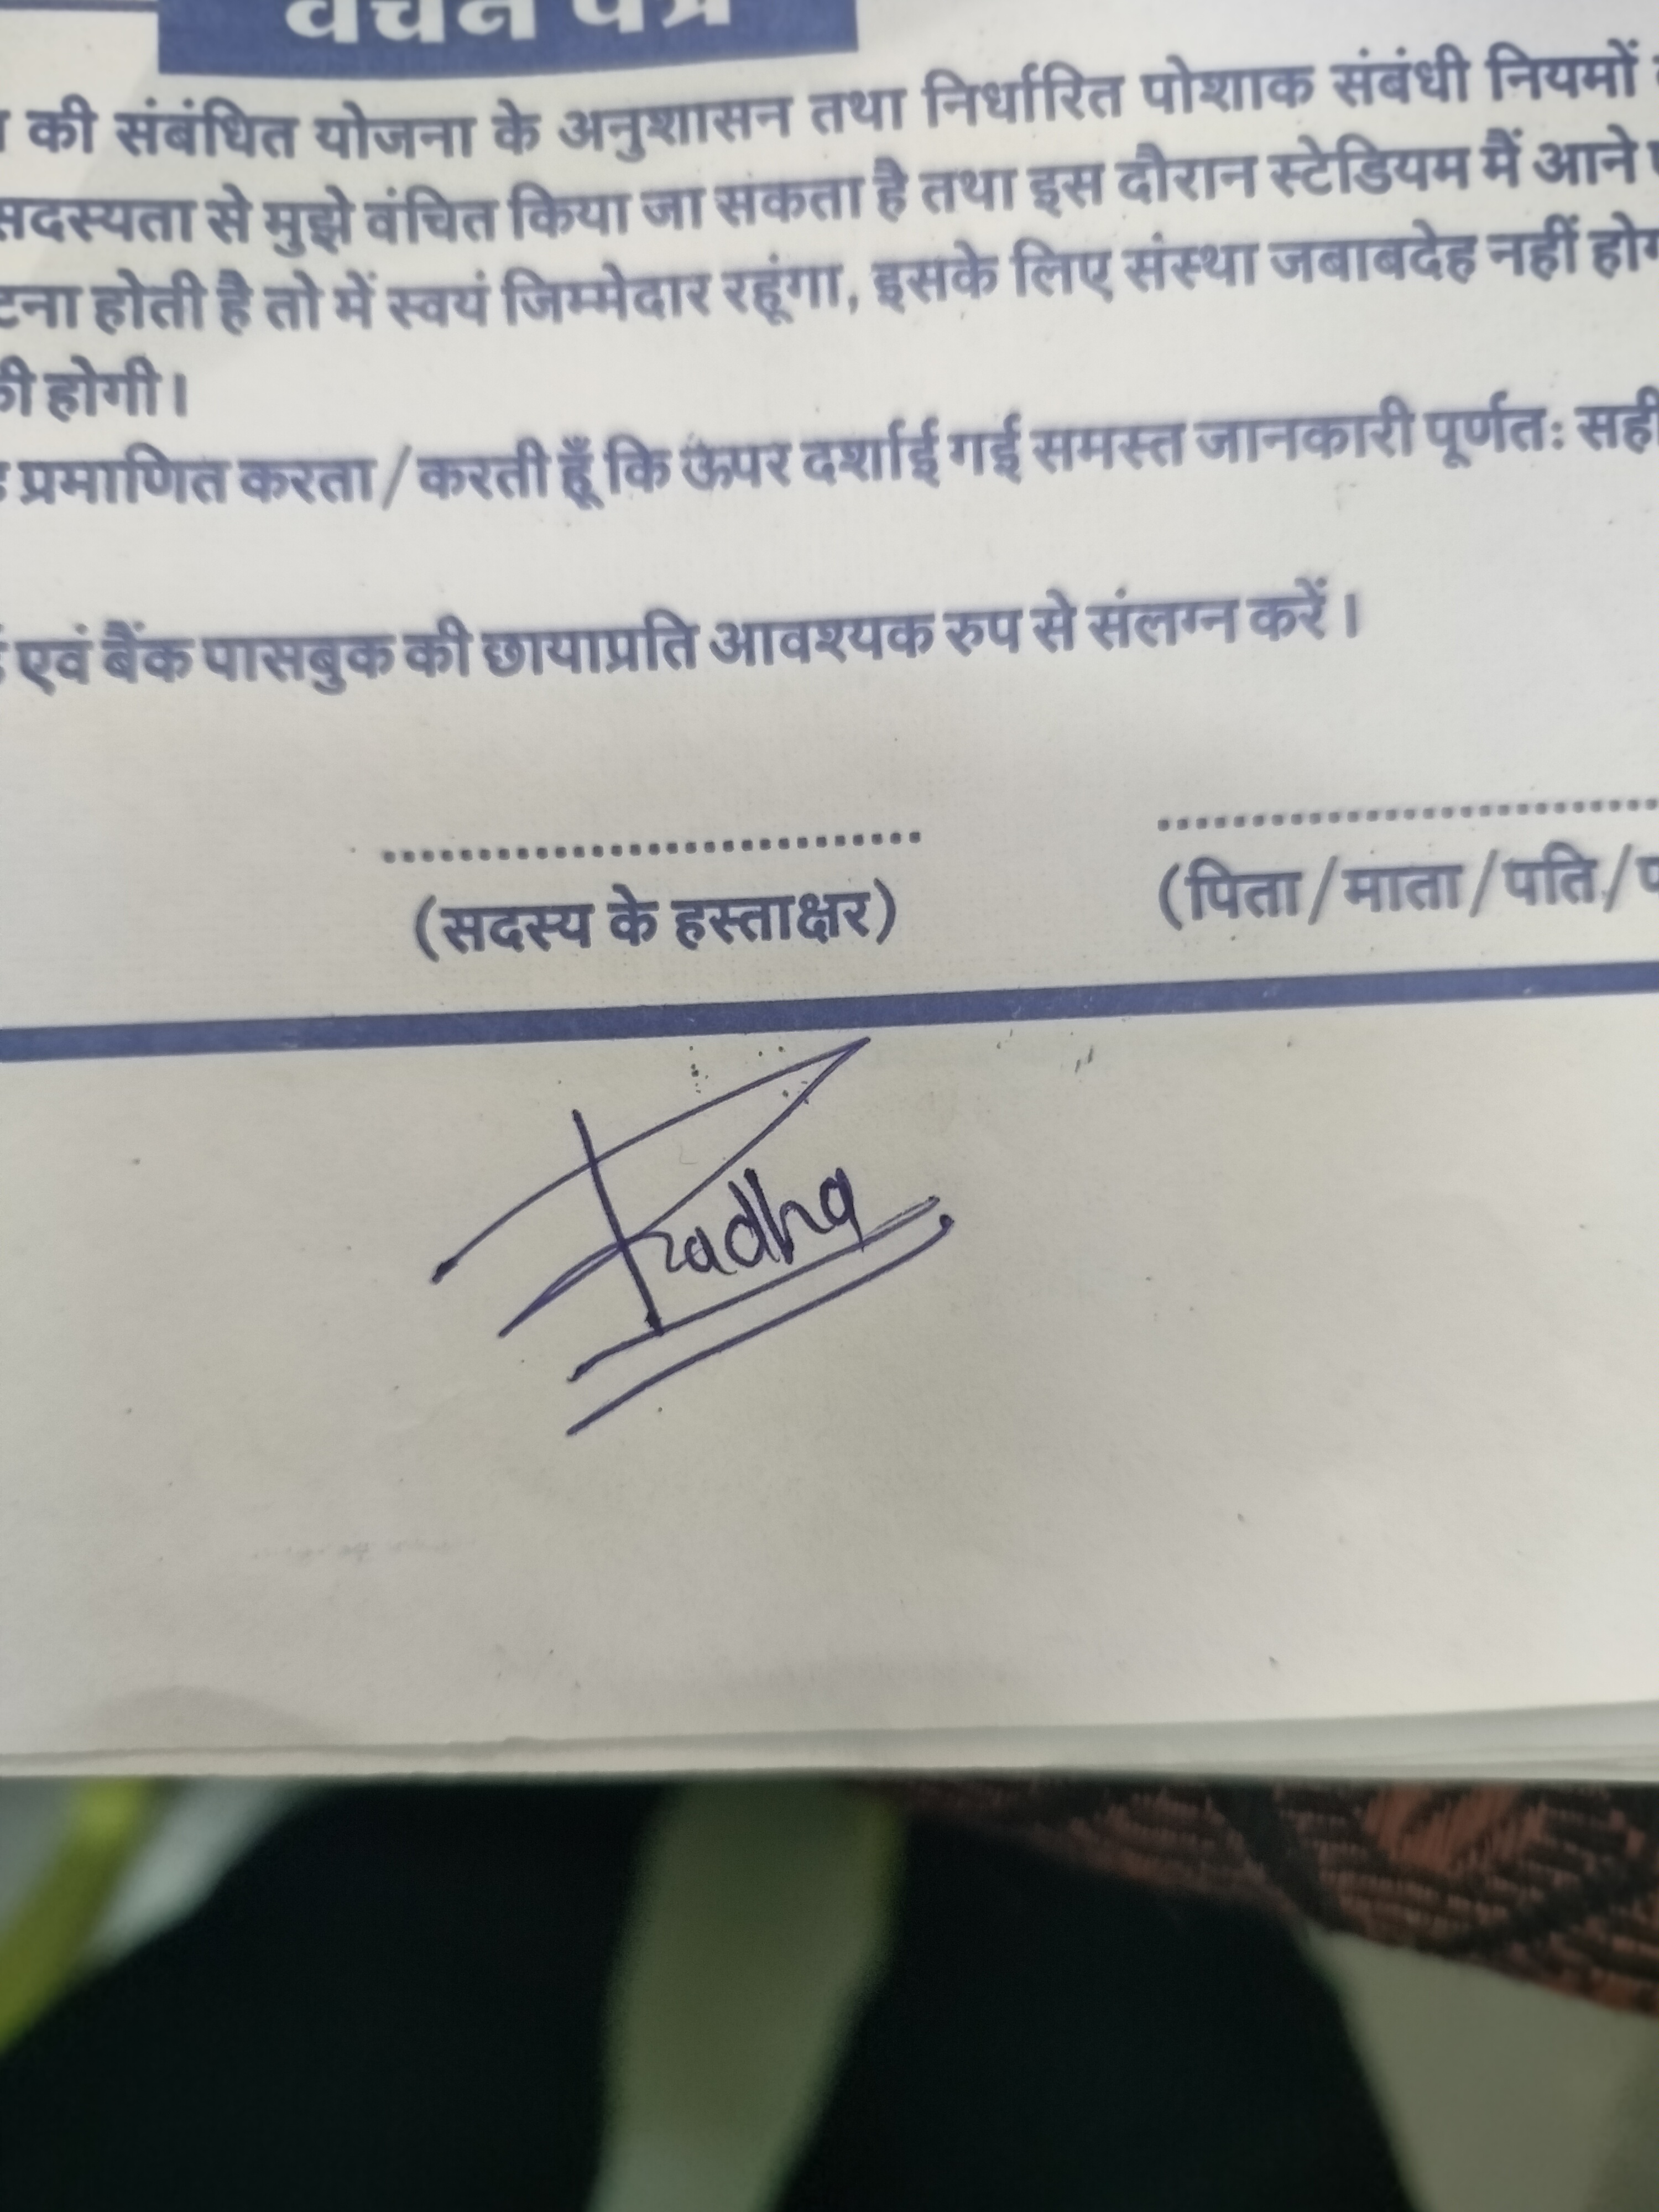 वचन पत्र
की संबंधित योजना के अनुशासन तथा निर्धारित पोशाक संबंधी नियमों
सदस्यता से मुझे वंचित किया जा सकता है तथा इस दौरान स्टेडियम मैं आने
होती है तो में स्वयं जिम्मेदार रहूंगा, इसके लिए संस्था जबाबदेह नहीं
की होगी।
प्रमाणित करता/करती हूँ कि ऊपर दर्शाई गई समस्त जानकारी पूर्णतः सही
एवं बैंक पासबुक की छायाप्रति आवश्यक रुप से संलग्न करें।
(सदस्य के हस्ताक्षर) (पिता/माता/पति/
Radha